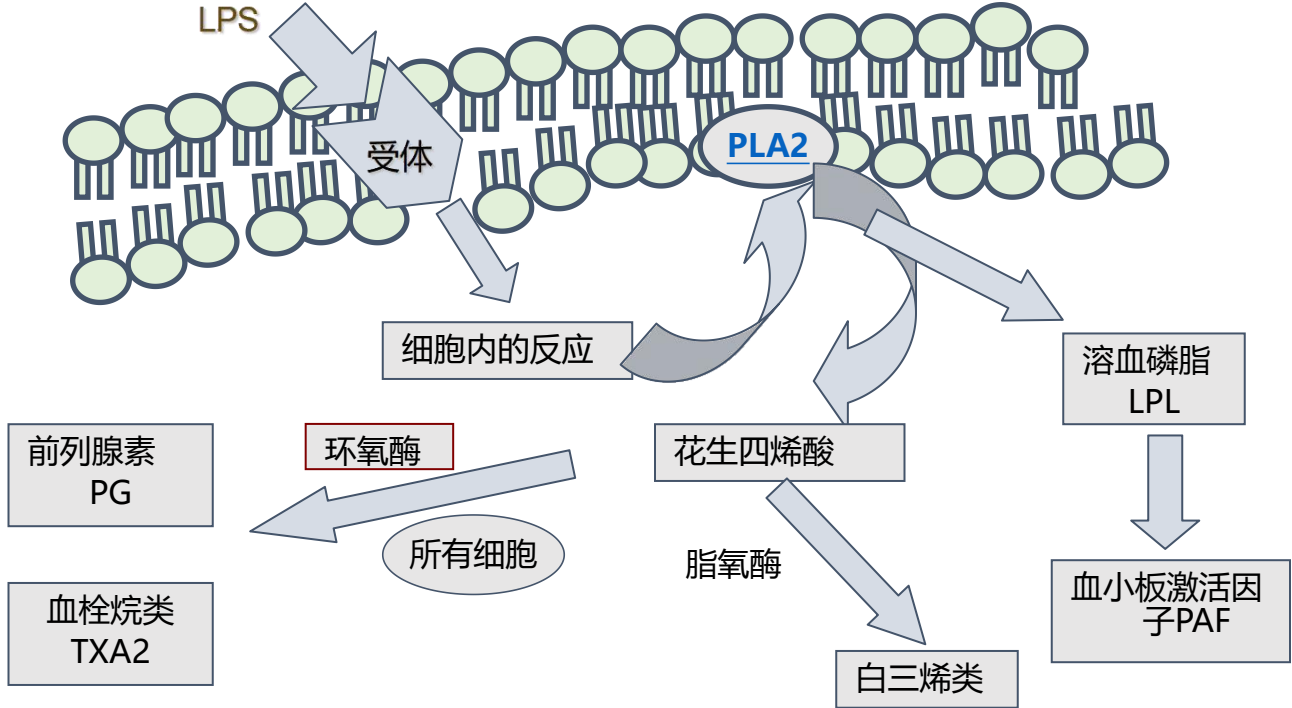 LPS
受体
PLA2
细胞内的反应
溶血磷脂
LPL
前列腺素
PG
环氧酶
花生四烯酸
所有细胞
脂氧酶
血小板激活因
子PAF
血栓烷类
TXA2
白三烯类